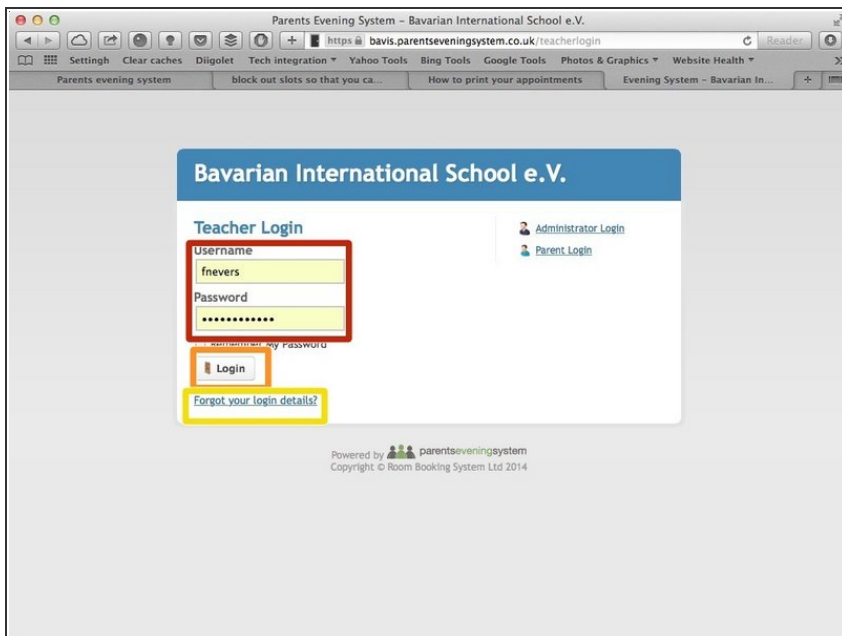 Parents Evening System – Bavarian International School e.V.
https bavis.parentseveningsystem.co.uk/teacherlogin Reader
Settingh Clear caches Diigolet Tech integration Yahoo Tools Bing Tools Google Tools Photos & Graphics Website Health
Parents evening system block out slots so that you ca... How to print your appointments Evening System – Bavarian In...
Bavarian International School e.V.
Teacher Login
Administrator Login
Username
Parent Login
fnevers
Password
Remember My Password
Login
Forgot your login details?
Powered by parentseveningsystem
Copyright © Room Booking System Ltd 2014